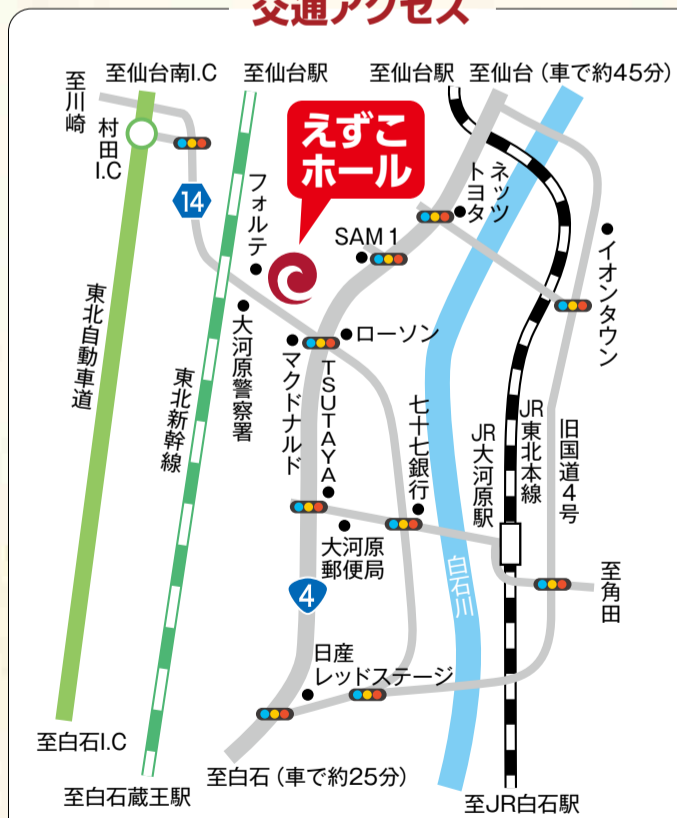 交通アクセス
至川崎
至仙台南I.C
至仙台駅
至仙台駅
至仙台（車で約45分）
村田
I.C
14
えずこ
ホール
フォルテ
SAM 1
ネッツ
トヨタ
イオンタウン
東北自動車道
東北新幹線
大河原警察署
マクドナルド
ローソン
TSUTAYA
七十七銀行
JR
大河原駅
JR
東北本線
旧国道4号
大河原
郵便局
4
白石川
至角田
日産
レッドステージ
至白石I.C
至白石蔵王駅
至白石（車で約25分）
至JR白石駅